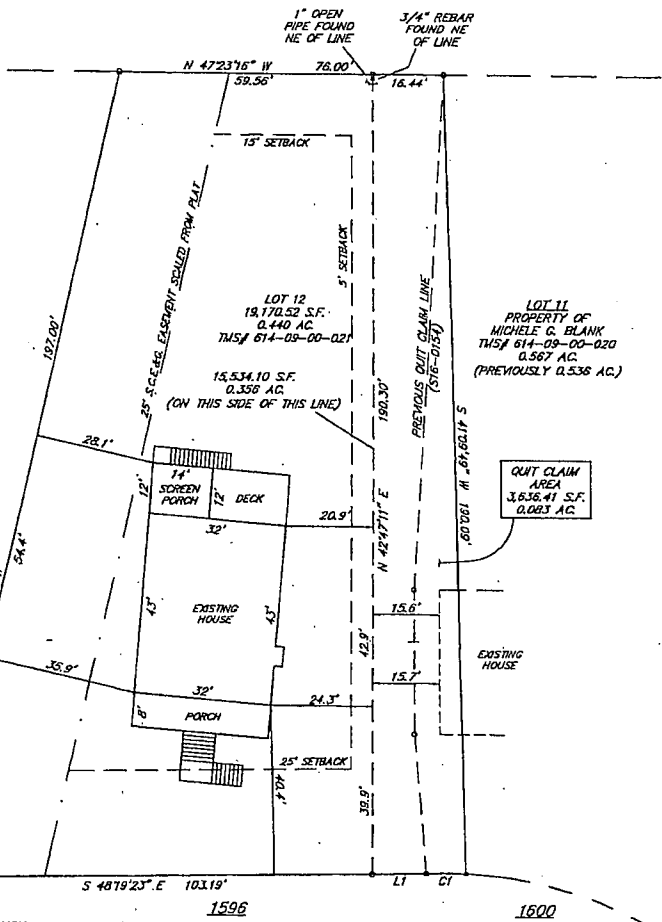 1" OPEN
PIPE FOUND
NE OF LINE
3/4" REBAR
FOUND NE
OF LINE
N 47°23'16" W 76.00'
59.56'
16.44'
15' SETBACK
25' S.C.E.&G. EASEMENT SCALED FROM PLAT
5' SETBACK
197.00'
LOT 12
19,170.52 S.F.
0.440 AC.
TMS# 614-09-00-021
15,534.10 S.F.
0.356 AC.
(ON THIS SIDE OF THIS LINE)
190.30'
N 42°47'11" E
PREVIOUS QUIT CLAIM LINE
(S16-0154)
LOT 11
PROPERTY OF
MICHELE G. BLANK
TMS# 614-09-00-020
0.567 AC.
(PREVIOUSLY 0.536 AC.)
S 41°09'49" W 190.09'
QUIT CLAIM
AREA
3,636.41 S.F.
0.083 AC.
28.1'
14'
12'
SCREEN
PORCH
12'
DECK
32'
20.9'
54.4'
43'
EXISTING
HOUSE
43'
15.6'
42.9'
EXISTING
HOUSE
15.7'
35.9'
32'
24.3'
8'
PORCH
25' SETBACK
40.4'
39.9'
S 48°19'23" E 103.19'
L1
C1
1596
1600